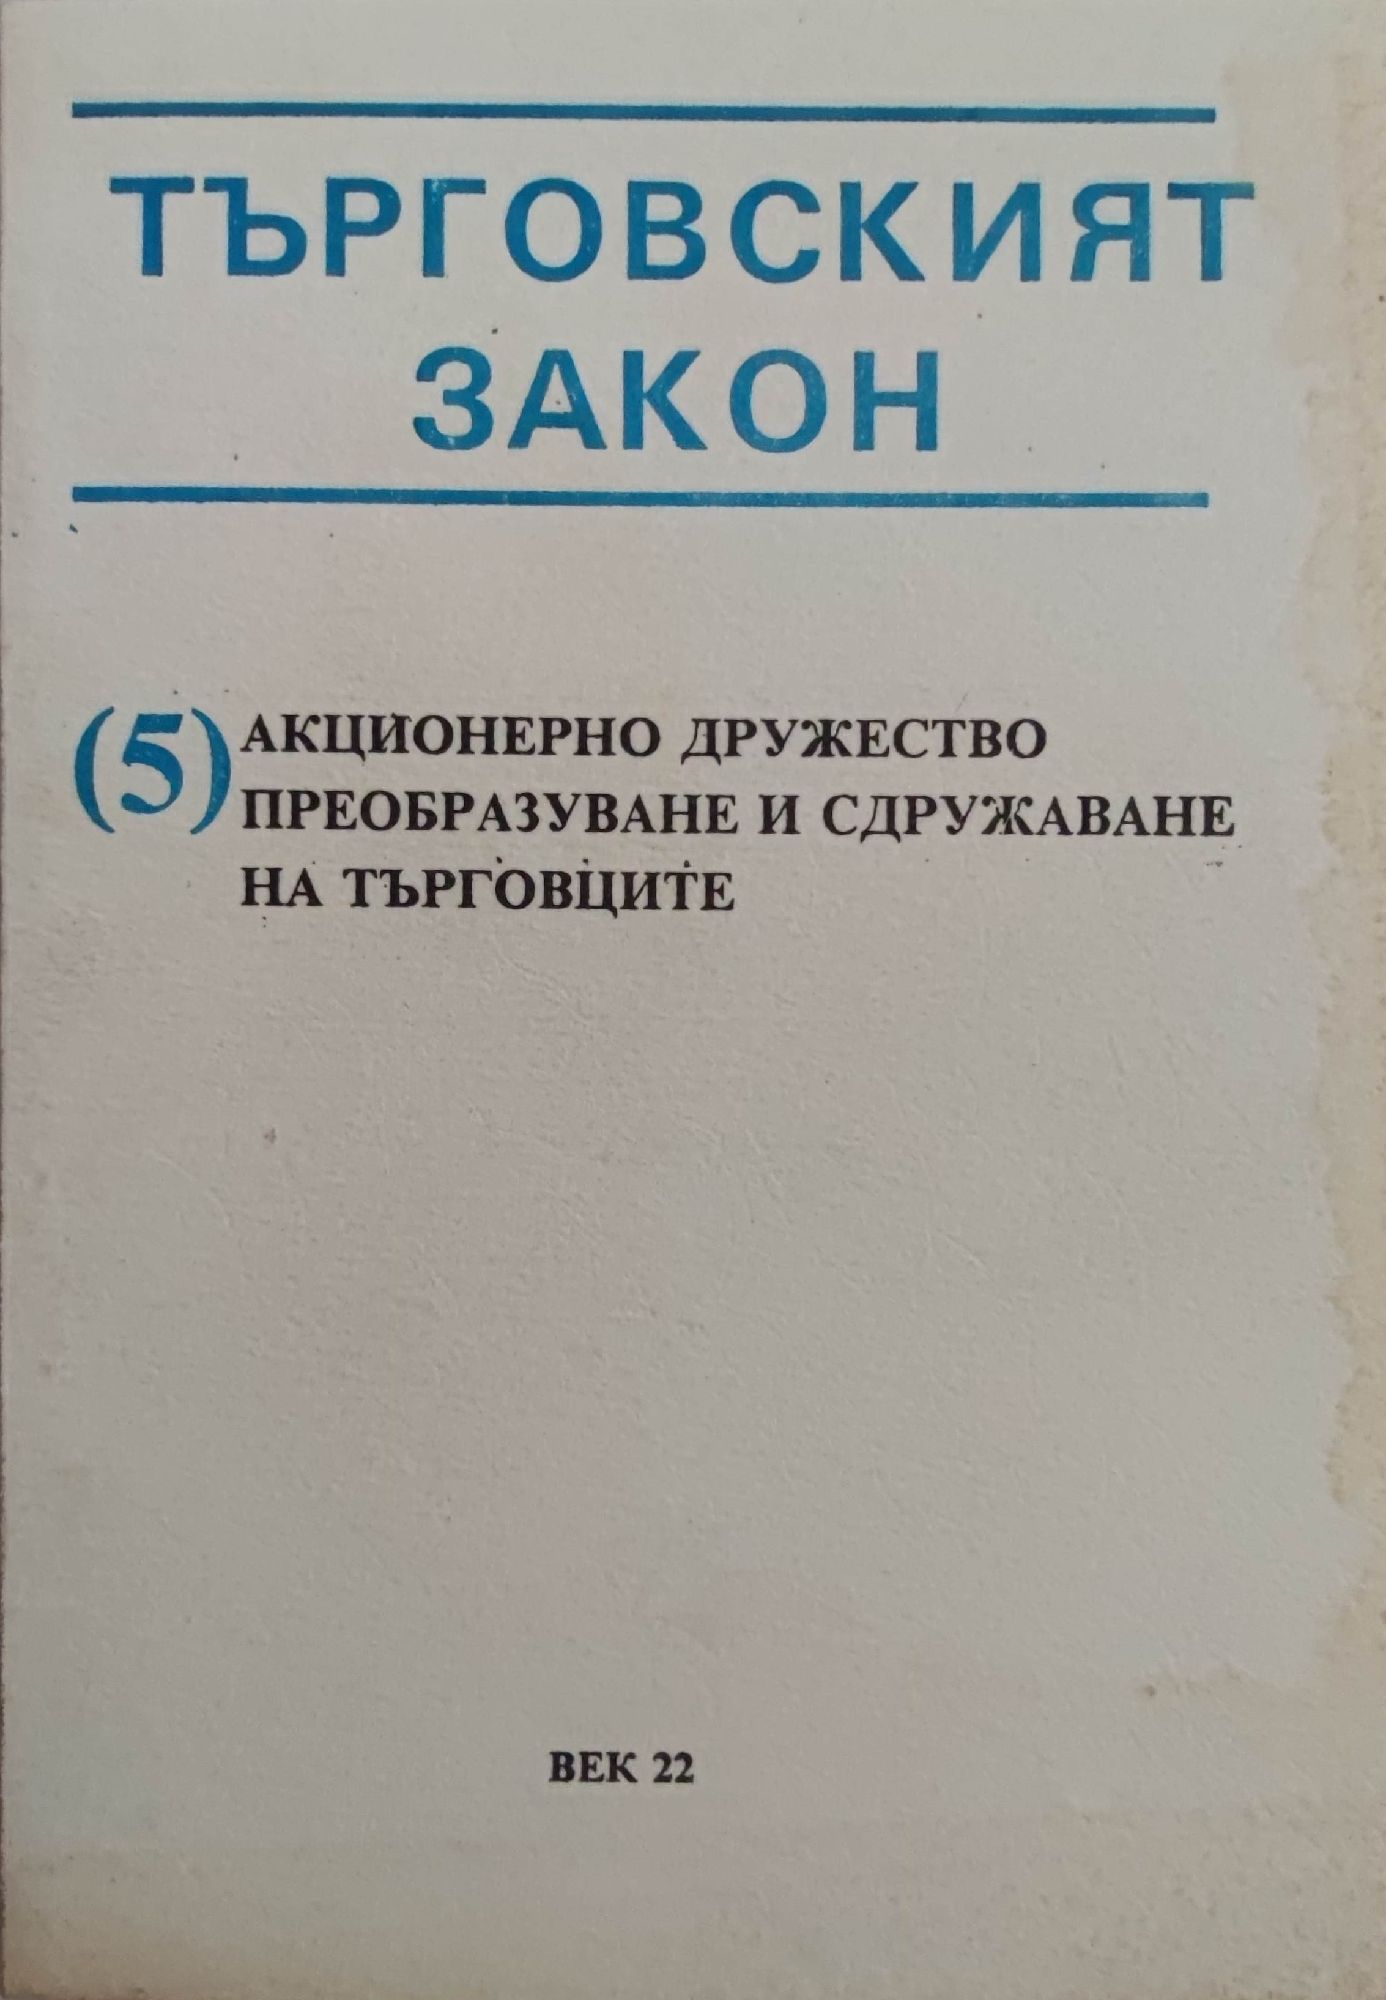 ТЪРГОВСКИЯТ
ЗАКОН
(5) АКЦИОНЕРНО ДРУЖЕСТВО
ПРЕОБРАЗУВАНЕ И СДРУЖАВАНЕ
НА ТЪРГОВЦИТЕ
ВЕК 22